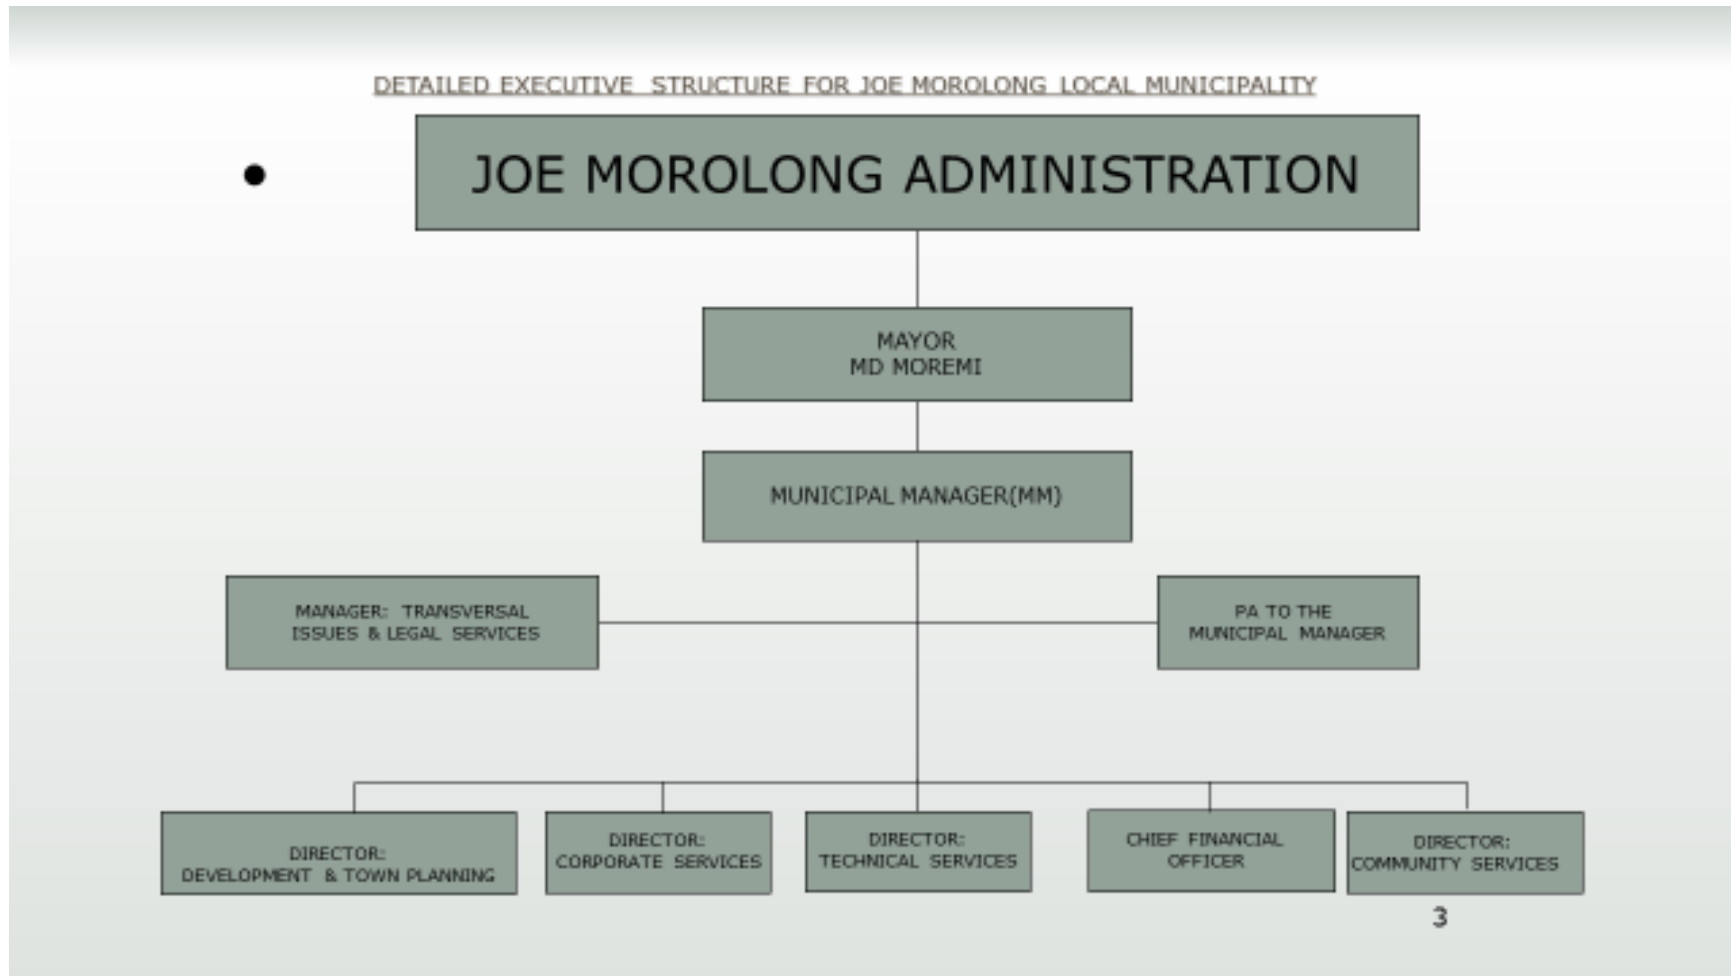 DETAILED EXECUTIVE STRUCTURE FOR JOE MOROLONG LOCAL MUNICIPALITY
JOE MOROLONG ADMINISTRATION
MAYOR
MD MOREMI
MUNICIPAL MANAGER(MM)
MANAGER: TRANSVERSAL
ISSUES & LEGAL SERVICES
PA TO THE
MUNICIPAL MANAGER
DIRECTOR:
DEVELOPMENT & TOWN PLANNING
DIRECTOR:
CORPORATE SERVICES
DIRECTOR:
TECHNICAL SERVICES
CHIEF FINANCIAL
OFFICER
DIRECTOR:
COMMUNITY SERVICES
3